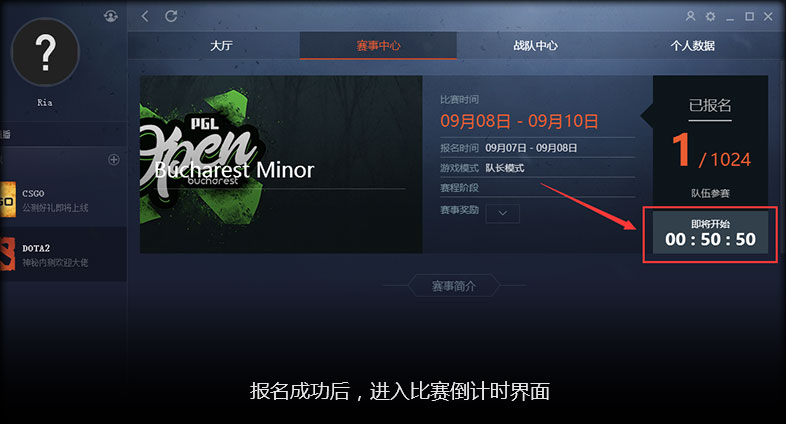 大厅
赛事中心
战队中心
个人数据
?
Ria
CSGO
公测好礼即将上线
DOTA2
神秘内测欢迎大佬
PGL
Open
bucharest
Bucharest Minor
比赛时间
09月08日 - 09月10日
报名时间 09月07日 - 09月08日
游戏模式 队长模式
赛程阶段
赛事奖励
已报名
1 / 1024
队伍参赛
即将开始
00 : 50 : 50
赛事简介
报名成功后，进入比赛倒计时界面